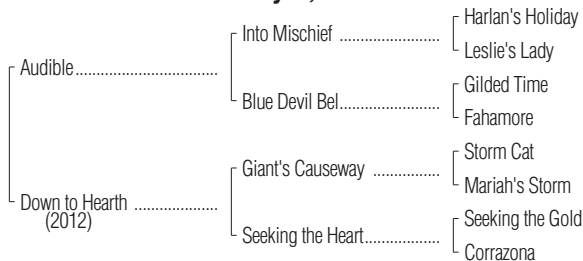 Harlan's Holiday
Into Mischief
Leslie's Lady
Audible
Gilded Time
Blue Devil Bel
Fahamore
Storm Cat
Giant's Causeway
Mariah's Storm
Down to Hearth
(2012)
Seeking the Gold
Seeking the Heart
Corrazona